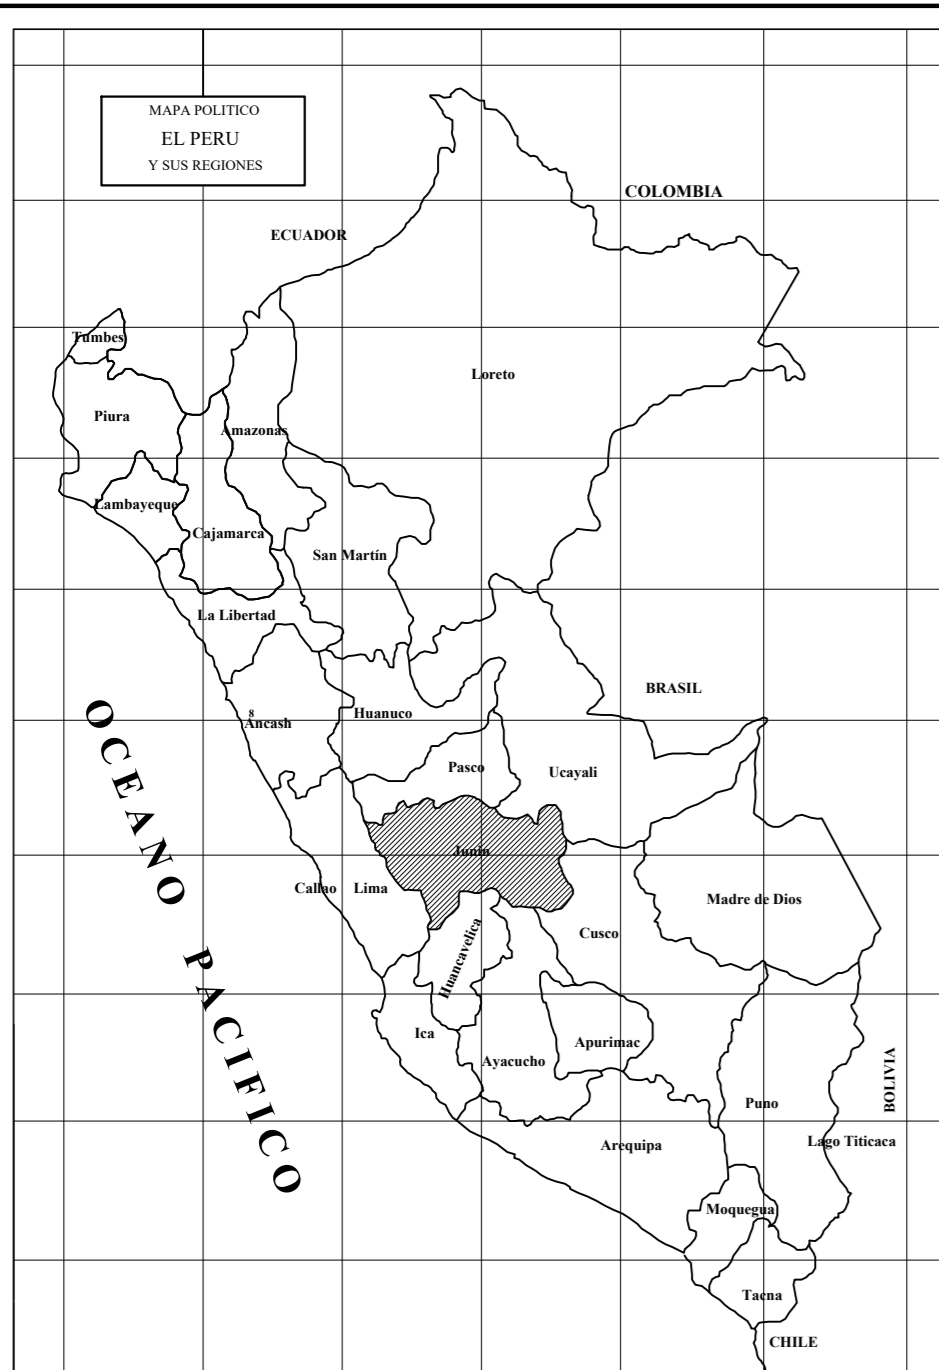 MAPA POLITICO
EL PERU
Y SUS REGIONES
COLOMBIA
ECUADOR
Tumbes
Loreto
Piura
Amazonas
Lambayeque
Cajamarca
San Martín
La Libertad
BRASIL
8
Áncash
Huanuco
Pasco
Ucayali
Junin
Callao
Lima
Madre de Dios
Cusco
Huancavelica
Ica
Ayacucho
Apurimac
Puno
BOLIVIA
Lago Titicaca
Arequipa
Moquegua
Tacna
CHILE
OCEANO PACIFICO